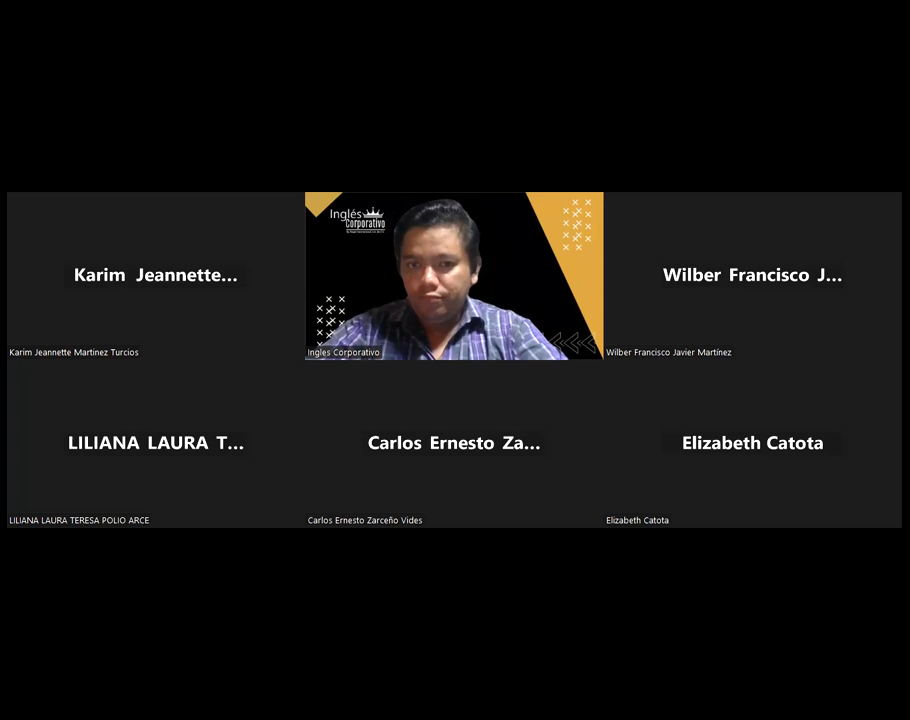 Karim Jeannette...
Karim Jeannette Martinez Turcios
Inglés
Corporativo
Ingles Corporativo
Wilber Francisco J...
Wilber Francisco Javier Martínez
LILIANA LAURA T...
LILIANA LAURA TERESA POLIO ARCE
Carlos Ernesto Za...
Carlos Ernesto Zarceño Vides
Elizabeth Catota
Elizabeth Catota